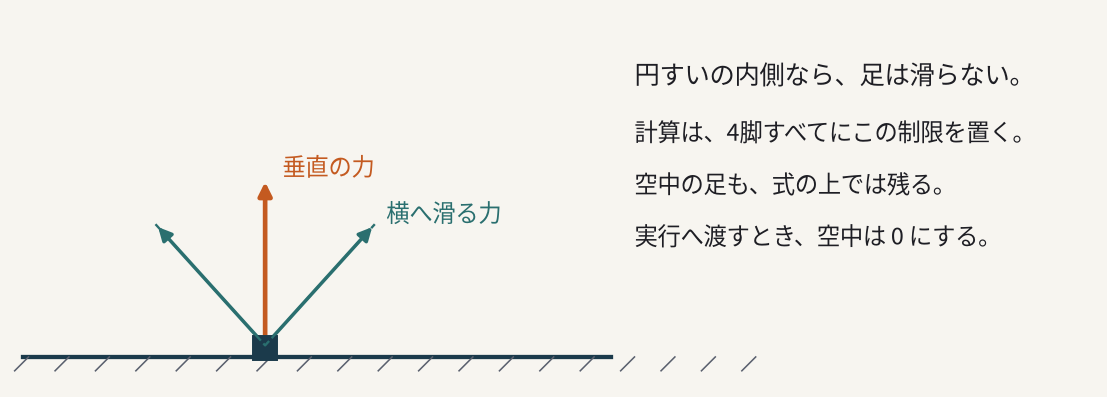 円すいの内側なら、足は滑らない。
計算は、4脚すべてにこの制限を置く。
空中の足も、式の上では残る。
実行へ渡すとき、空中は 0 にする。
垂直の力
横へ滑る力